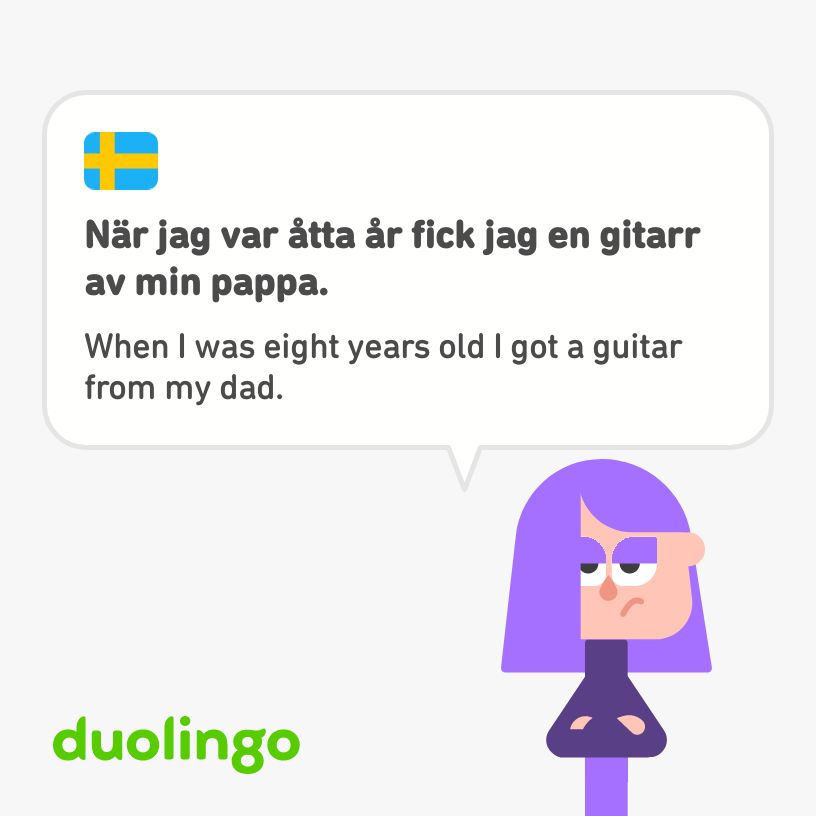 När jag var åtta år fick jag en gitarr
av min pappa.
When I was eight years old I got a guitar
from my dad.
duolingo